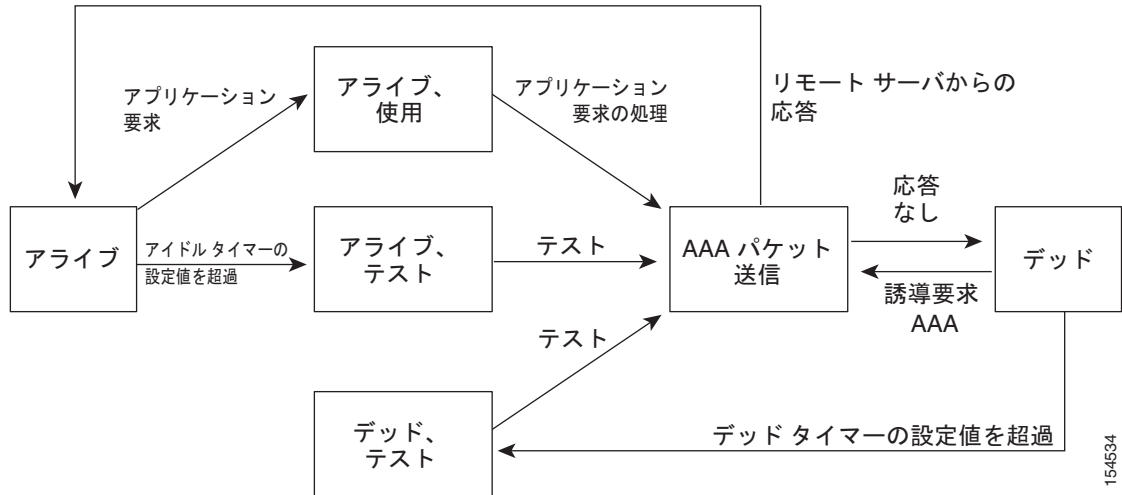 アプリケーション
要求
アライブ、
使用
アプリケーション
要求の処理
リモート サーバからの
応答
アライブ
アイドル タイマーの
設定値を超過
アライブ、
テスト
テスト
AAA パケット
送信
応答
なし
誘導要求
AAA
デッド
テスト
デッド、
テスト
デッド タイマーの設定値を超過
154534